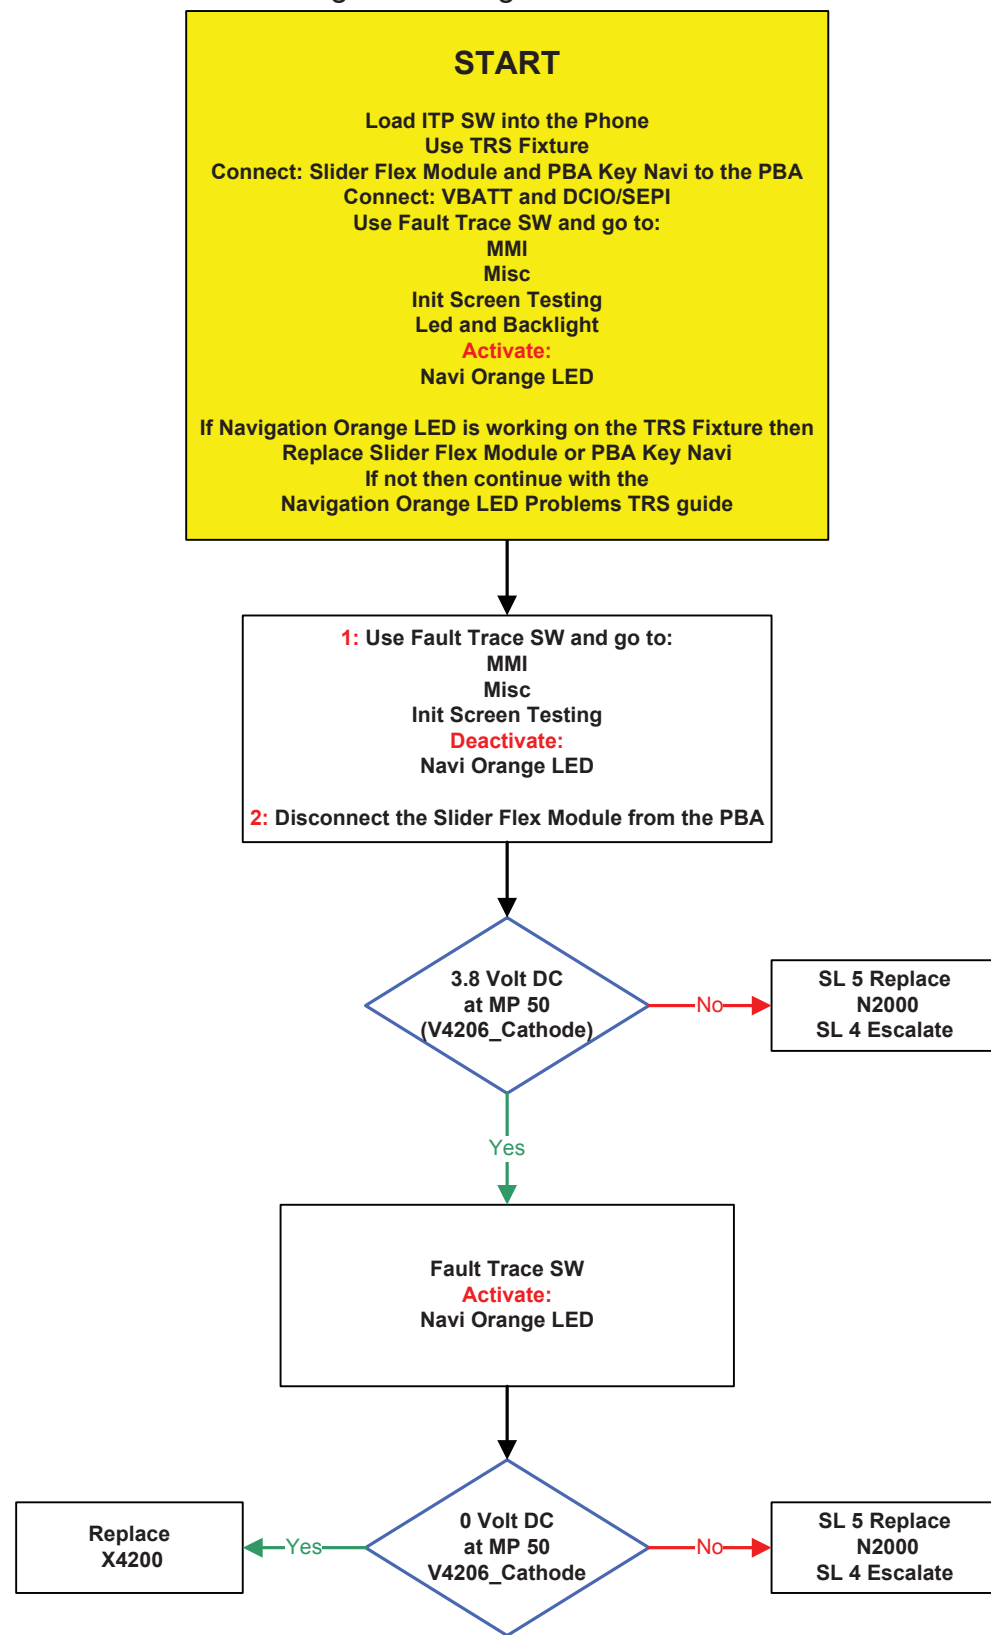 START
Load ITP SW into the Phone
Use TRS Fixture
Connect: Slider Flex Module and PBA Key Navi to the PBA
Connect: VBATT and DCIO/SEPI
Use Fault Trace SW and go to:
MMI
Misc
Init Screen Testing
Led and Backlight
Activate:
Navi Orange LED
If Navigation Orange LED is working on the TRS Fixture then
Replace Slider Flex Module or PBA Key Navi
If not then continue with the
Navigation Orange LED Problems TRS guide
1: Use Fault Trace SW and go to:
MMI
Misc
Init Screen Testing
Deactivate:
Navi Orange LED
2: Disconnect the Slider Flex Module from the PBA
3.8 Volt DC
at MP 50
(V4206_Cathode)
No
SL 5 Replace
N2000
SL 4 Escalate
Yes
Fault Trace SW
Activate:
Navi Orange LED
0 Volt DC
at MP 50
V4206_Cathode
Yes
Replace
X4200
No
SL 5 Replace
N2000
SL 4 Escalate